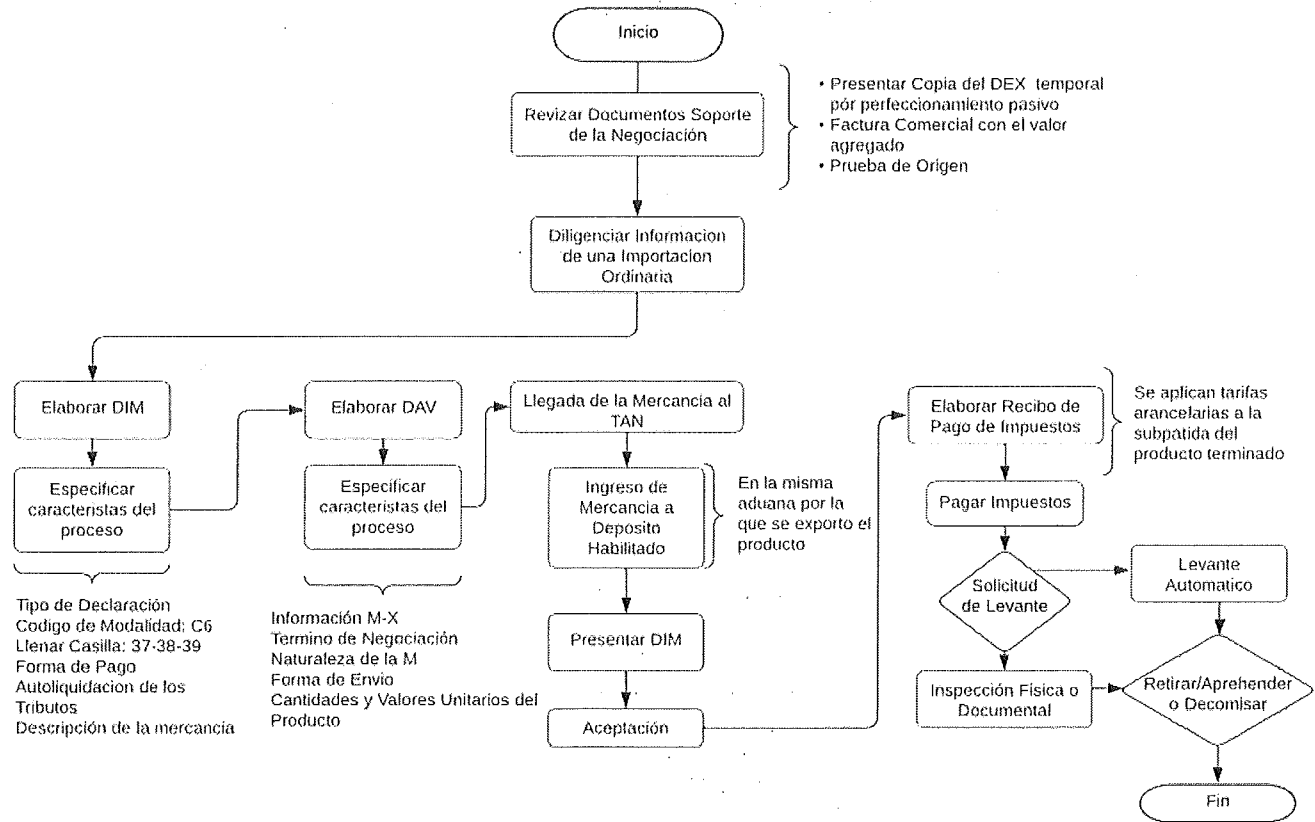 Inicio
Revizar Documentos Soporte
de la Negociación
• Presentar Copia del DEX temporal
pór perfeccionamiento pasivo
• Factura Comercial con el valor
agregado
• Prueba de Origen
Diligenciar Informacion
de una Importacion
Ordinaria
Elaborar DIM
Especificar
caracteristas del
proceso
Tipo de Declaración
Codigo de Modalidad: C6
Llenar Casilla: 37-38-39
Forma de Pago
Autoliquidacion de los
Tributos
Descripción de la mercancia
Elaborar DAV
Especificar
caracteristas del
proceso
Información M-X
Termino de Negociación
Naturaleza de la M
Forma de Envio
Cantidades y Valores Unitarios del
Producto
Llegada de la Mercancia al
TAN
Ingreso de
Mercancia a
Deposito
Habilitado
En la misma
aduana por la
que se exporto el
producto
Presentar DIM
Aceptación
Elaborar Recibo de
Pago de Impuestos
Se aplican tarifas
arancelarias a la
subpatida del
producto terminado
Pagar Impuestos
Solicitud
de Levante
Levante
Automatico
Inspección Física o
Documental
Retirar/Aprehender
o Decomisar
Fin